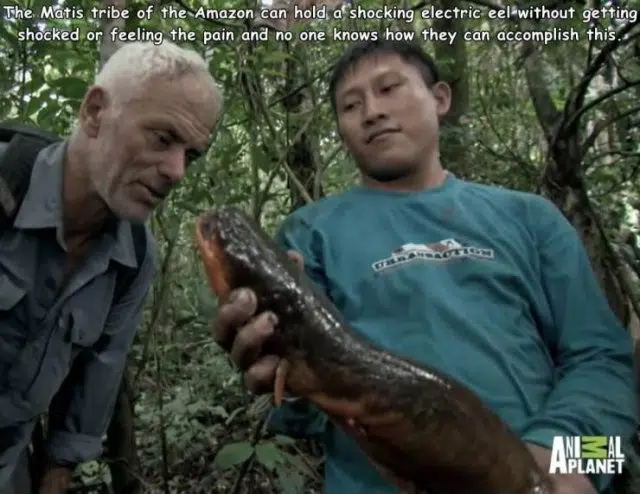 The Matis tribe of the Amazon can hold a shocking electric eel without getting
shocked or feeling the pain and no one knows how they can accomplish this.
ANIMAL
PLANET